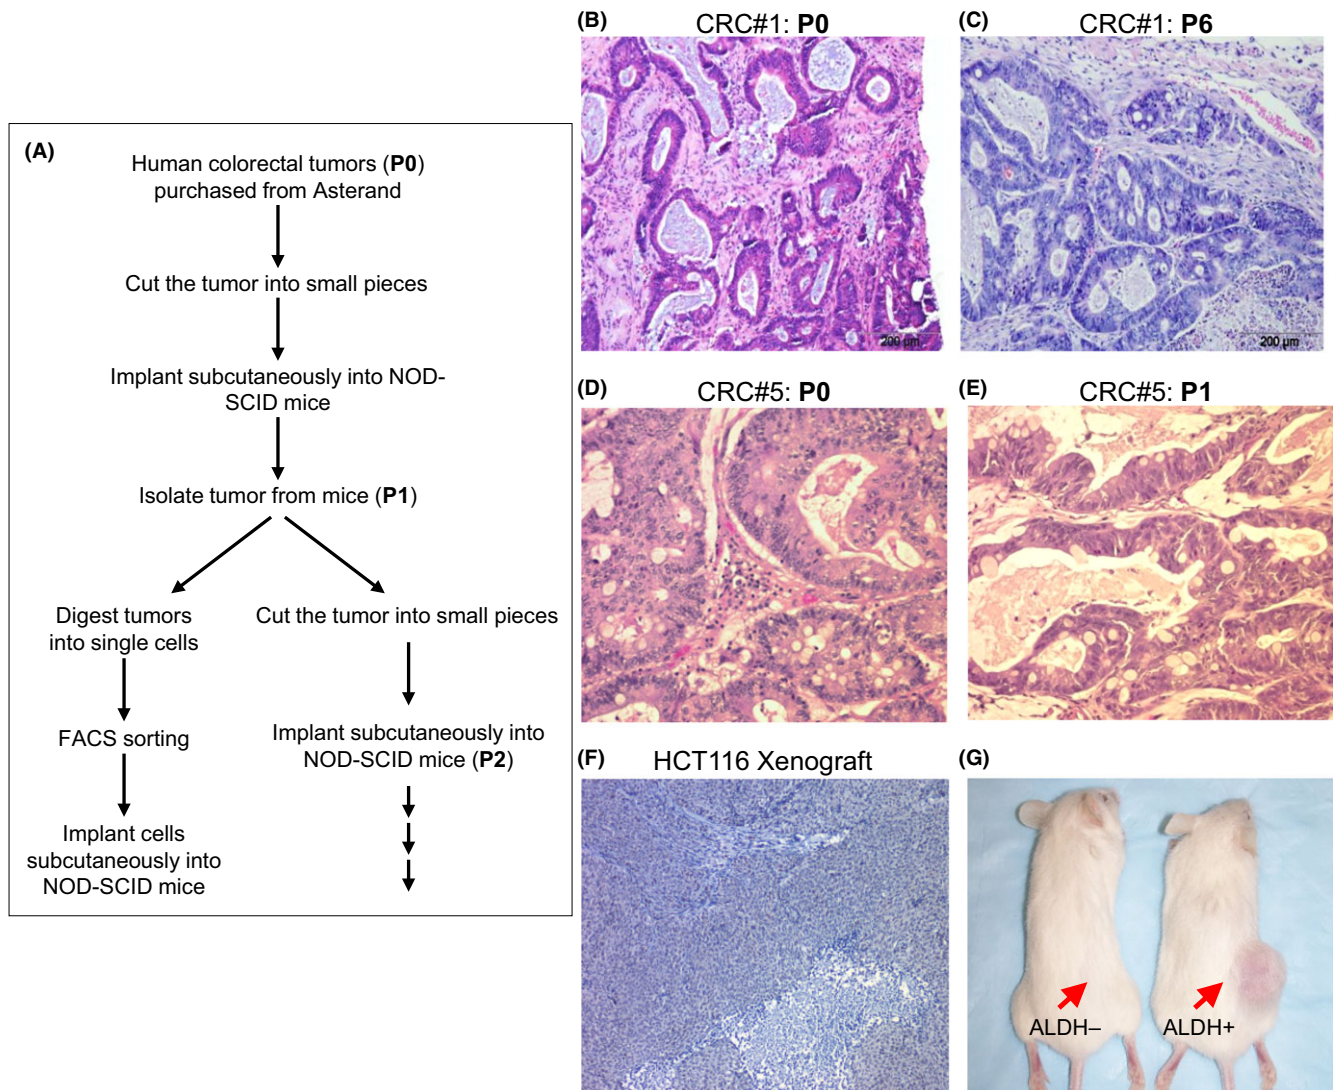 (A)
Human colorectal tumors (P0)
purchased from Asterand
Cut the tumor into small pieces
Implant subcutaneously into NOD-
SCID mice
Isolate tumor from mice (P1)
Digest tumors
into single cells
FACS sorting
Implant cells
subcutaneously into
NOD-SCID mice
Cut the tumor into small pieces
Implant subcutaneously into
NOD-SCID mice (P2)
(B) CRC#1: P0
200 μm
(C) CRC#1: P6
200 μm
(D) CRC#5: P0
(E) CRC#5: P1
(F) HCT116 Xenograft
(G)
ALDH–
ALDH+